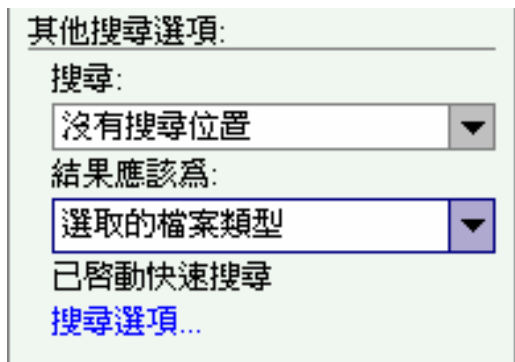 其他搜尋選項:
搜尋:
沒有搜尋位置
結果應該為:
選取的檔案類型
已啓動快速搜尋
搜尋選項...